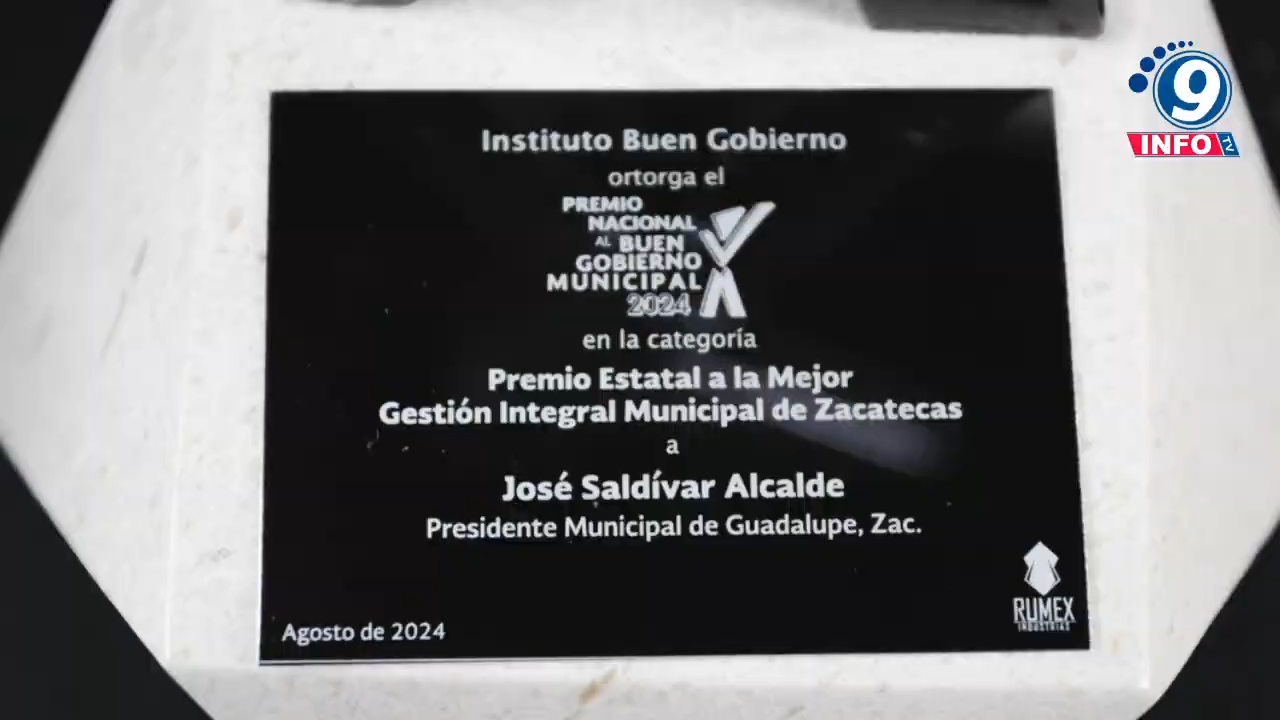 9
INFO TV
Instituto Buen Gobierno
ortorga el
PREMIO
NACIONAL
AL BUEN
GOBIERNO
MUNICIPAL
2024
en la categoría
Premio Estatal a la Mejor
Gestión Integral Municipal de Zacatecas
a
José Saldívar Alcalde
Presidente Municipal de Guadalupe, Zac.
RUMEX
INDUSTRIAS
Agosto de 2024